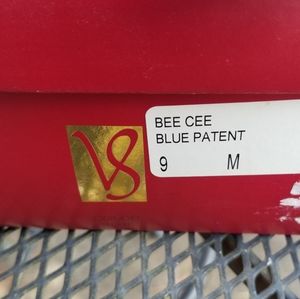 VS
BEE CEE
BLUE PATENT
9 M